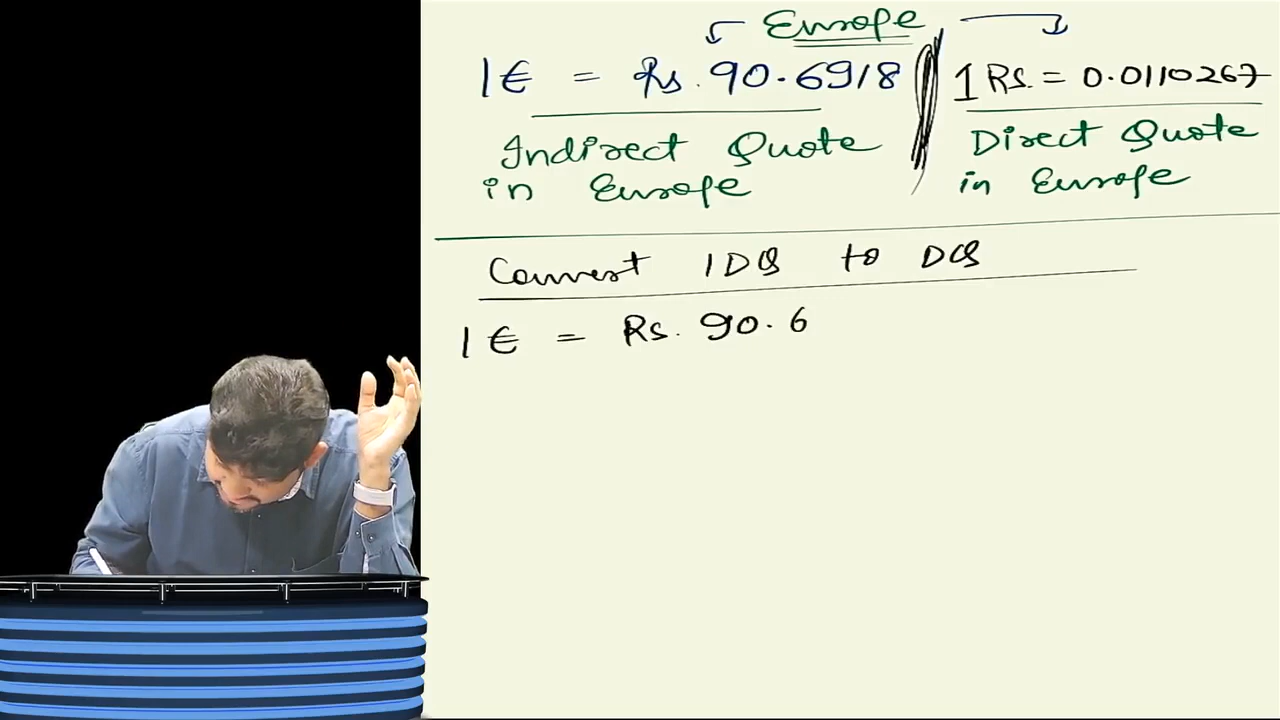 Europe
1€ = Rs. 90.6918
1 Rs. = 0.0110267
Indirect Quote
in Europe
Direct Quote
in Europe
Convert IDQ to DQ
1€ = Rs. 90.6